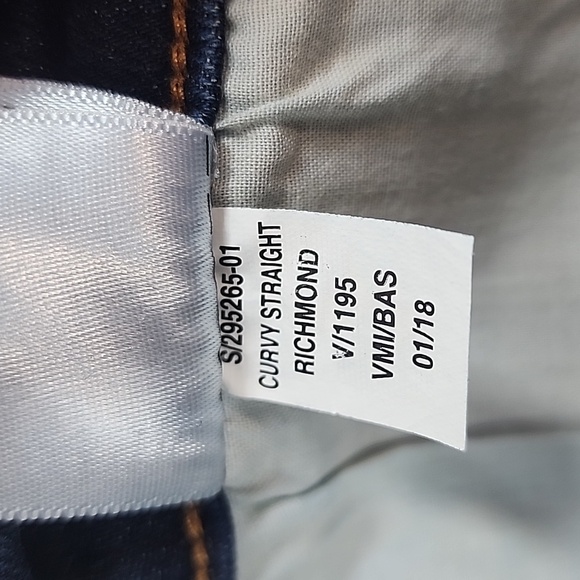 S/295265-01
CURVY STRAIGHT
RICHMOND
V/1195
VMI/BAS
01/18